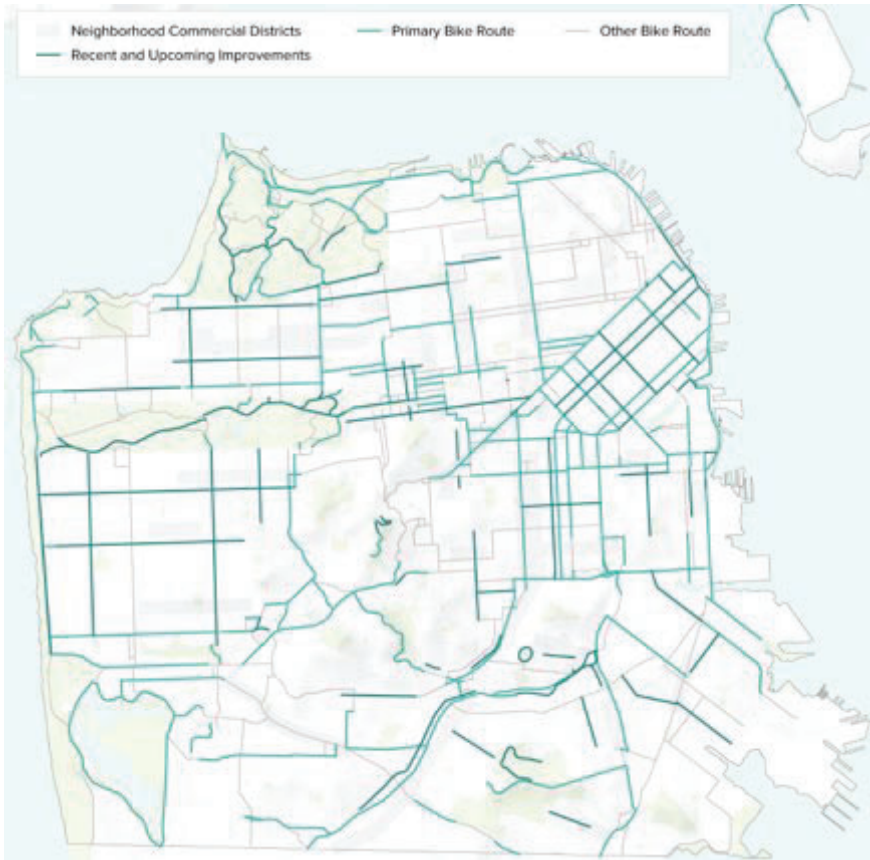 Neighborhood Commercial Districts Primary Bike Route Other Bike Route
Recent and Upcoming Improvements